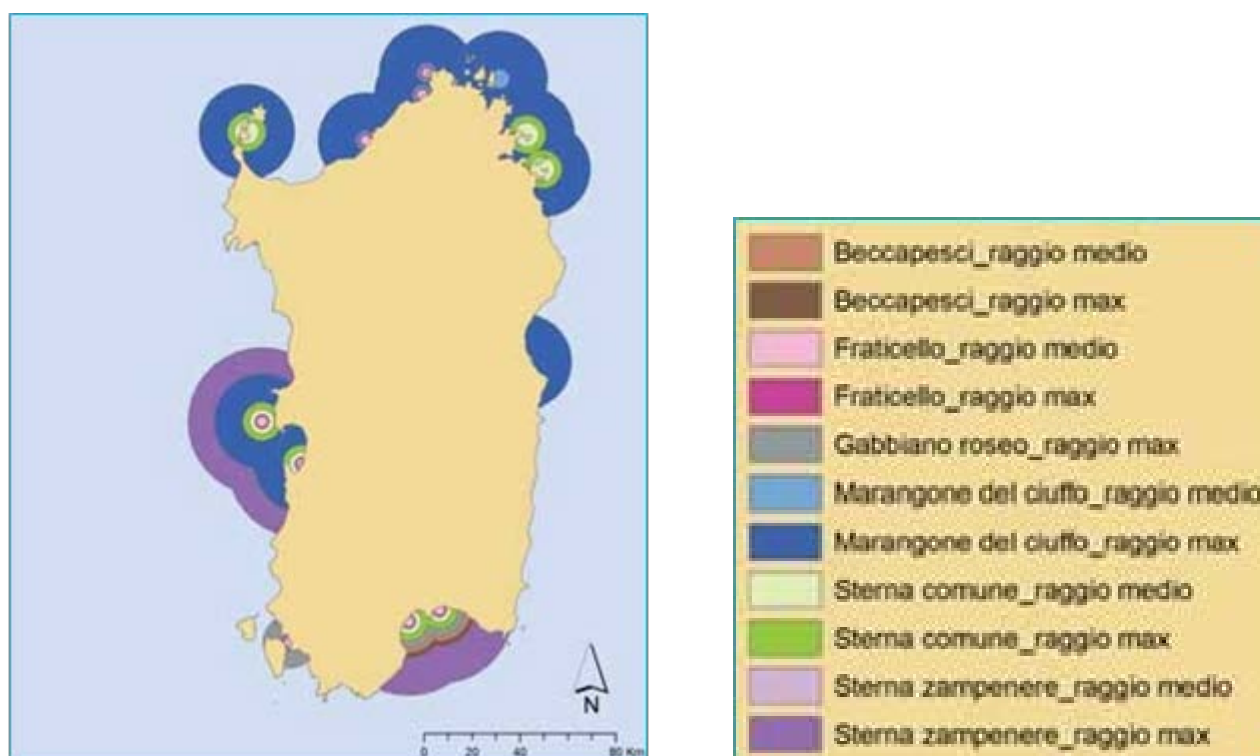 N
0 20 40 80 Km
Beccapesci_raggio medio
Beccapesci_raggio max
Fraticello_raggio medio
Fraticello_raggio max
Gabbiano roseo_raggio max
Marangone del ciuffo_raggio medio
Marangone del ciuffo_raggio max
Sterna comune_raggio medio
Sterna comune_raggio max
Sterna zampenere_raggio medio
Sterna zampenere_raggio max